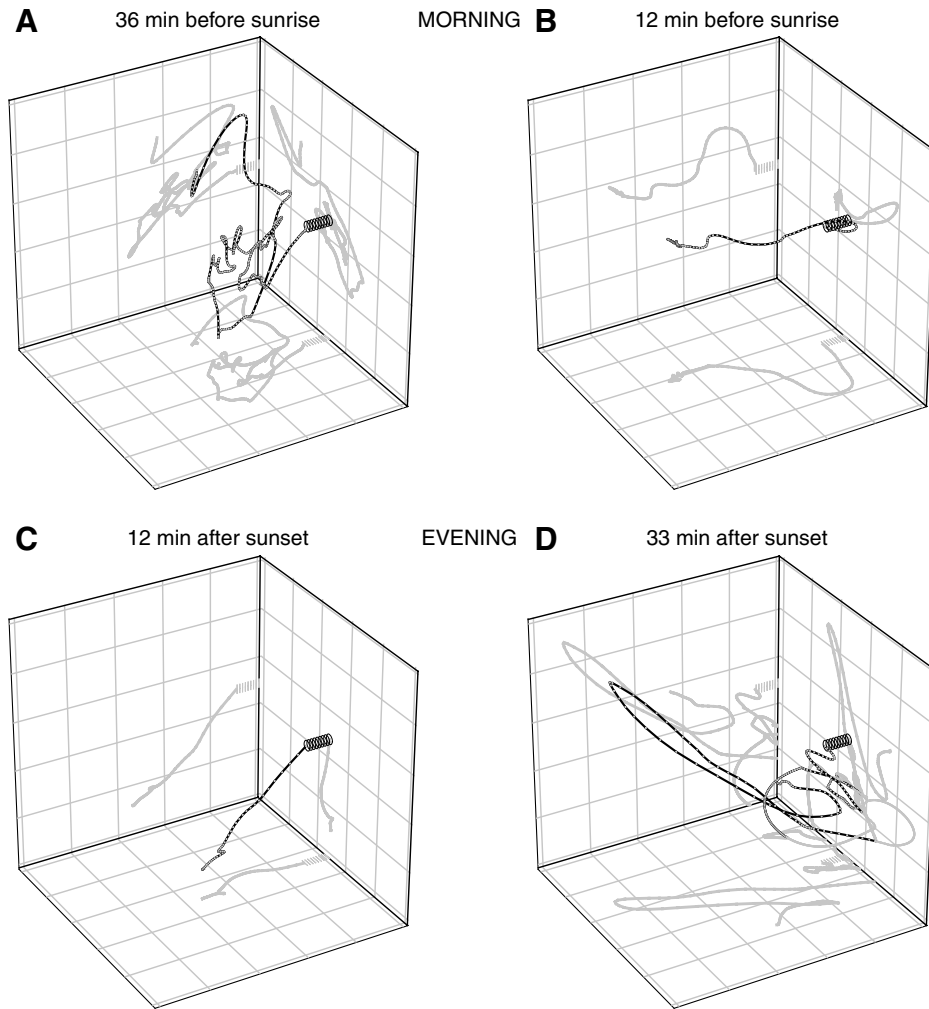 A 36 min before sunrise MORNING B 12 min before sunrise
C 12 min after sunset EVENING D 33 min after sunset